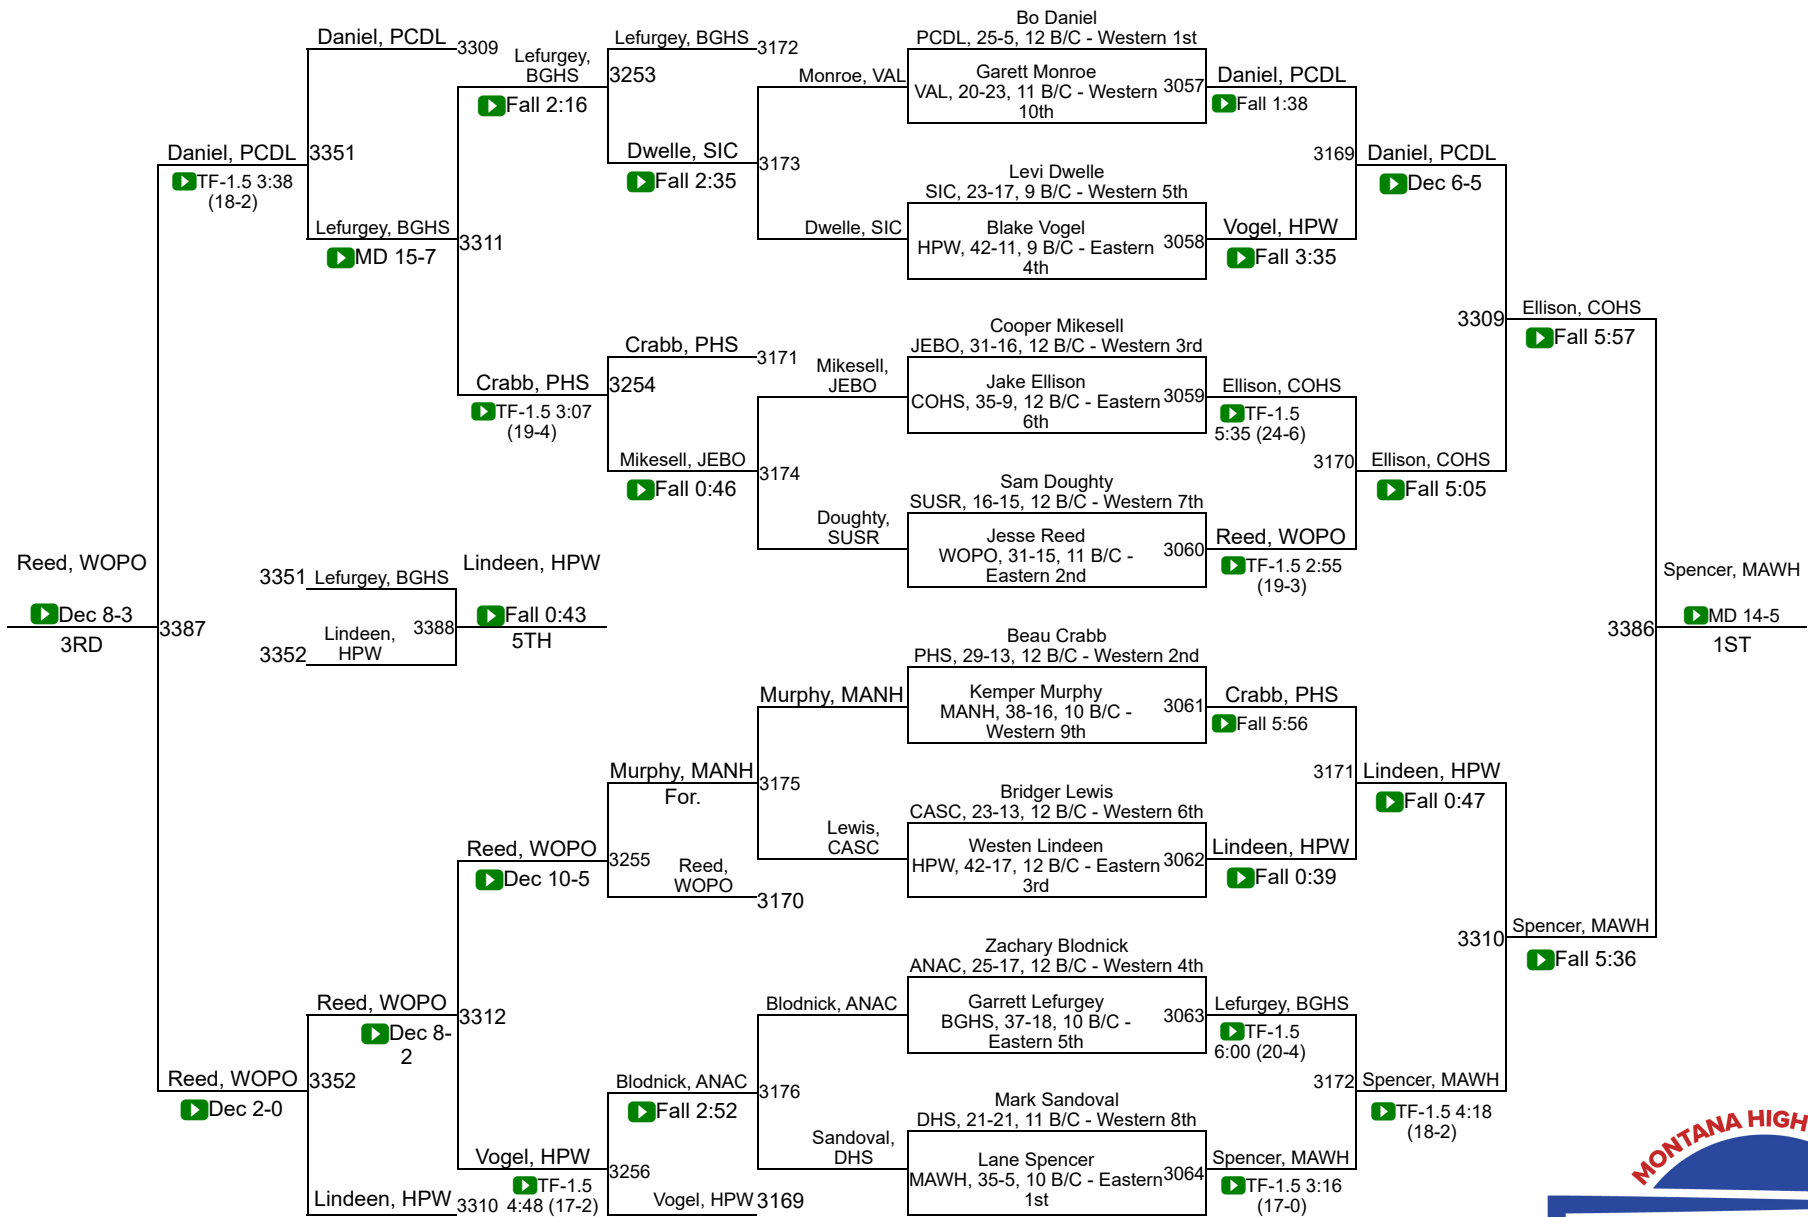 Daniel, PCDL
3309
Lefurgey,
BGHS
Fall 2:16
Lefurgey, BGHS
3172
3253
Monroe, VAL
Bo Daniel
PCDL, 25-5, 12 B/C - Western 1st
Garett Monroe
VAL, 20-23, 11 B/C - Western
10th
3057
Daniel, PCDL
Fall 1:38
Daniel, PCDL
TF-1.5 3:38
(18-2)
3351
Dwelle, SIC
Fall 2:35
3173
3169
Daniel, PCDL
Dec 6-5
Levi Dwelle
SIC, 23-17, 9 B/C - Western 5th
Lefurgey, BGHS
MD 15-7
3311
Dwelle, SIC
Blake Vogel
HPW, 42-11, 9 B/C - Eastern
4th
3058
Vogel, HPW
Fall 3:35
3309
Ellison, COHS
Fall 5:57
Crabb, PHS
3171
Mikesell,
JEBO
Cooper Mikesell
JEBO, 31-16, 12 B/C - Western 3rd
Crabb, PHS
TF-1.5 3:07
(19-4)
3254
Jake Ellison
COHS, 35-9, 12 B/C - Eastern
6th
3059
Ellison, COHS
TF-1.5
5:35 (24-6)
Mikesell, JEBO
Fall 0:46
3174
3170
Ellison, COHS
Fall 5:05
Sam Doughty
SUSR, 16-15, 12 B/C - Western 7th
Doughty,
SUSR
Jesse Reed
WOPO, 31-15, 11 B/C -
Eastern 2nd
3060
Reed, WOPO
TF-1.5 2:55
(19-3)
Reed, WOPO
Dec 8-3
3RD
3387
3351
Lefurgey, BGHS
3352
Lindeen,
HPW
3388
Lindeen, HPW
Fall 0:43
5TH
3386
Spencer, MAWH
MD 14-5
1ST
Beau Crabb
PHS, 29-13, 12 B/C - Western 2nd
Murphy, MANH
Kemper Murphy
MANH, 38-16, 10 B/C -
Western 9th
3061
Crabb, PHS
Fall 5:56
Murphy, MANH
For.
3175
3171
Lindeen, HPW
Fall 0:47
Bridger Lewis
CASC, 23-13, 12 B/C - Western 6th
Lewis,
CASC
Reed, WOPO
Dec 10-5
3255
Reed,
WOPO
3170
Westen Lindeen
HPW, 42-17, 12 B/C - Eastern
3rd
3062
Lindeen, HPW
Fall 0:39
3310
Spencer, MAWH
Fall 5:36
Zachary Blodnick
ANAC, 25-17, 12 B/C - Western 4th
Reed, WOPO
Dec 8-
2
3312
Blodnick, ANAC
Garrett Lefurgey
BGHS, 37-18, 10 B/C -
Eastern 5th
3063
Lefurgey, BGHS
TF-1.5
6:00 (20-4)
Reed, WOPO
Dec 2-0
3352
Blodnick, ANAC
Fall 2:52
3176
3172
Spencer, MAWH
TF-1.5 4:18
(18-2)
Mark Sandoval
DHS, 21-21, 11 B/C - Western 8th
Sandoval,
DHS
Vogel, HPW
TF-1.5
4:48 (17-2)
3256
Lane Spencer
MAWH, 35-5, 10 B/C - Eastern
1st
3064
Spencer, MAWH
TF-1.5 3:16
(17-0)
Lindeen, HPW
3310
Vogel, HPW
3169
MONTANA HIGH